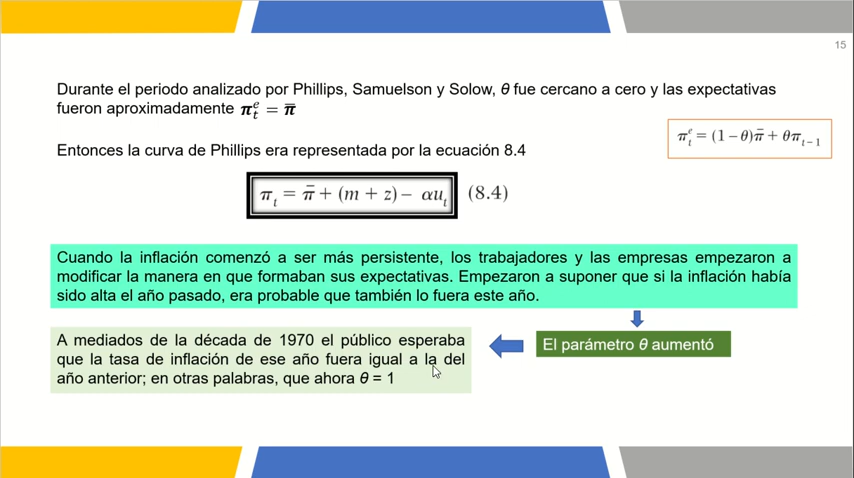 15
Durante el periodo analizado por Phillips, Samuelson y Solow, θ fue cercano a cero y las expectativas
fueron aproximadamente πₜᵉ = π̅
πₜᵉ = (1 – θ)π̅ + θπₜ₋₁
Entonces la curva de Phillips era representada por la ecuación 8.4
πₜ = π̅ + (m + z) – αuₜ (8.4)
Cuando la inflación comenzó a ser más persistente, los trabajadores y las empresas empezaron a
modificar la manera en que formaban sus expectativas. Empezaron a suponer que si la inflación había
sido alta el año pasado, era probable que también lo fuera este año.
El parámetro θ aumentó
A mediados de la década de 1970 el público esperaba
que la tasa de inflación de ese año fuera igual a la del
año anterior; en otras palabras, que ahora θ = 1